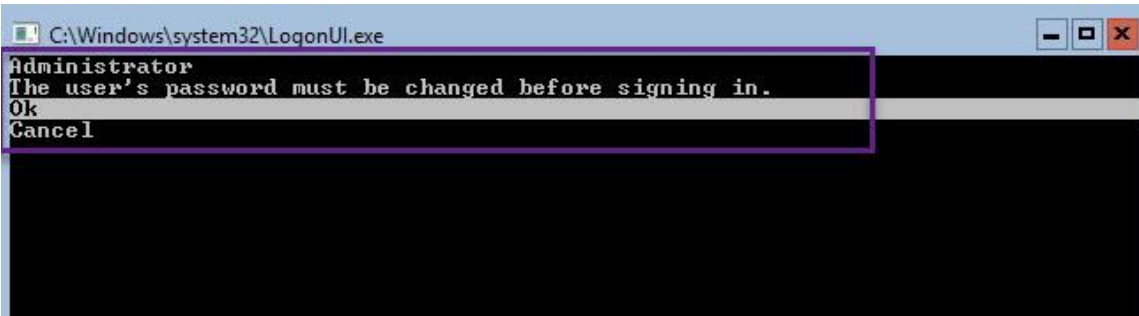 C:\Windows\system32\LogonUI.exe
Administrator
The user's password must be changed before signing in.
Ok
Cancel